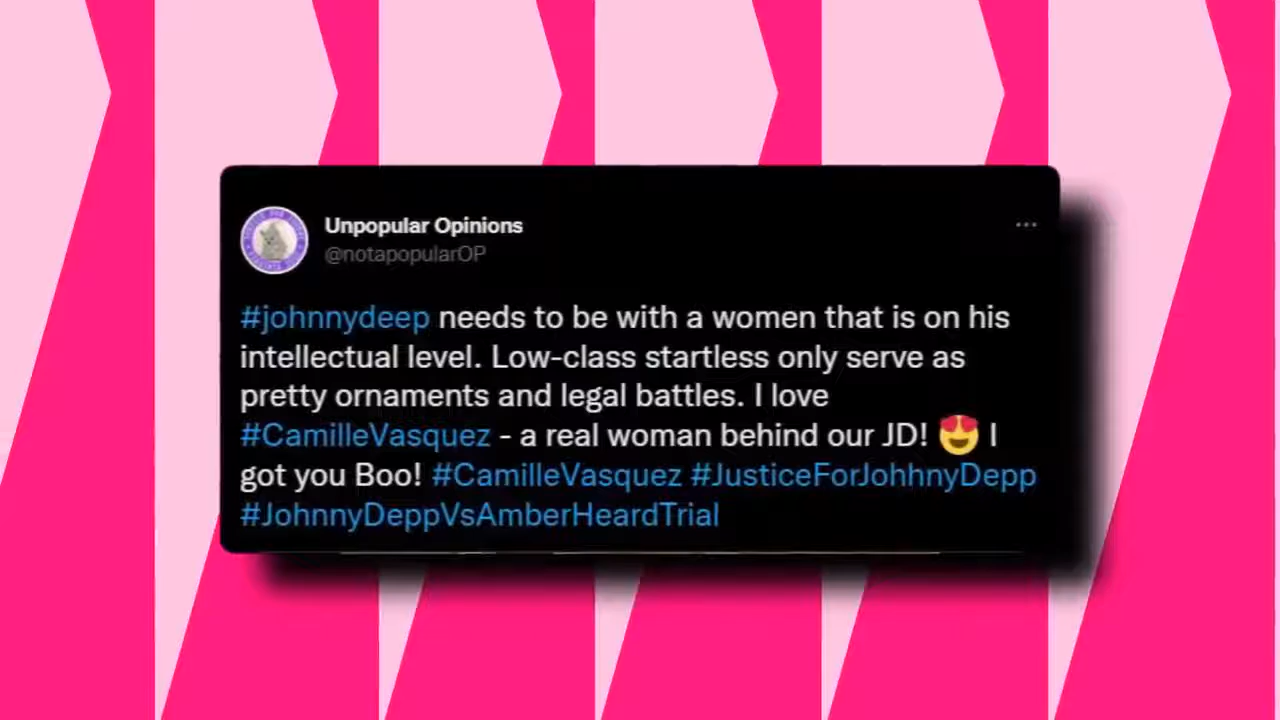 Unpopular Opinions
@notapopularOP
#johnnydeep needs to be with a women that is on his
intellectual level. Low-class startless only serve as
pretty ornaments and legal battles. I love
#CamilleVasquez - a real woman behind our JD! 😍 I
got you Boo! #CamilleVasquez #JusticeForJohhnyDepp
#JohnnyDeppVsAmberHeardTrial